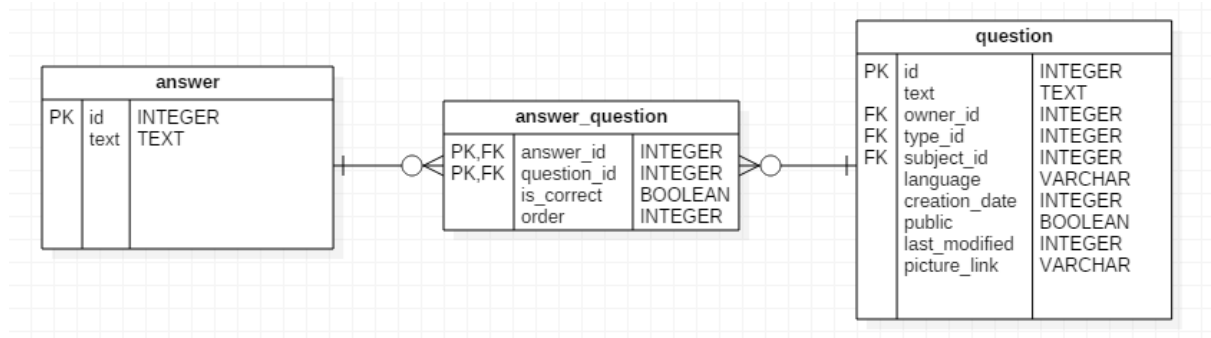 answer
PK id INTEGER
text TEXT
answer_question
PK,FK answer_id INTEGER
PK,FK question_id INTEGER
is_correct BOOLEAN
order INTEGER
question
PK id INTEGER
text TEXT
FK owner_id INTEGER
FK type_id INTEGER
FK subject_id INTEGER
language VARCHAR
creation_date INTEGER
public BOOLEAN
last_modified INTEGER
picture_link VARCHAR